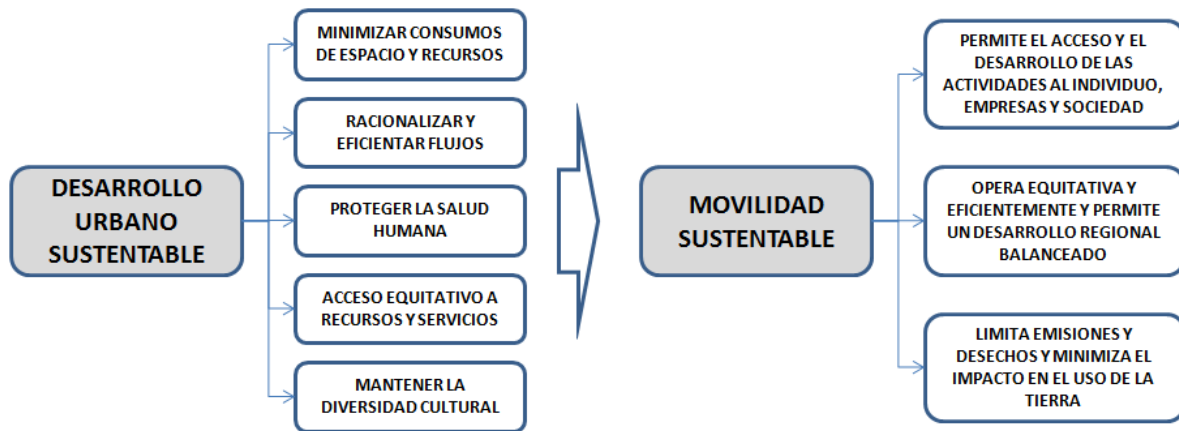 DESARROLLO
URBANO
SUSTENTABLE
MINIMIZAR CONSUMOS
DE ESPACIO Y RECURSOS
RACIONALIZAR Y
EFICIENTAR FLUJOS
PROTEGER LA SALUD
HUMANA
ACCESO EQUITATIVO A
RECURSOS Y SERVICIOS
MANTENER LA
DIVERSIDAD CULTURAL
MOVILIDAD
SUSTENTABLE
PERMITE EL ACCESO Y EL
DESARROLLO DE LAS
ACTIVIDADES AL INDIVIDUO,
EMPRESAS Y SOCIEDAD
OPERA EQUITATIVA Y
EFICIENTEMENTE Y PERMITE
UN DESARROLLO REGIONAL
BALANCEADO
LIMITA EMISIONES Y
DESECHOS Y MINIMIZA EL
IMPACTO EN EL USO DE LA
TIERRA